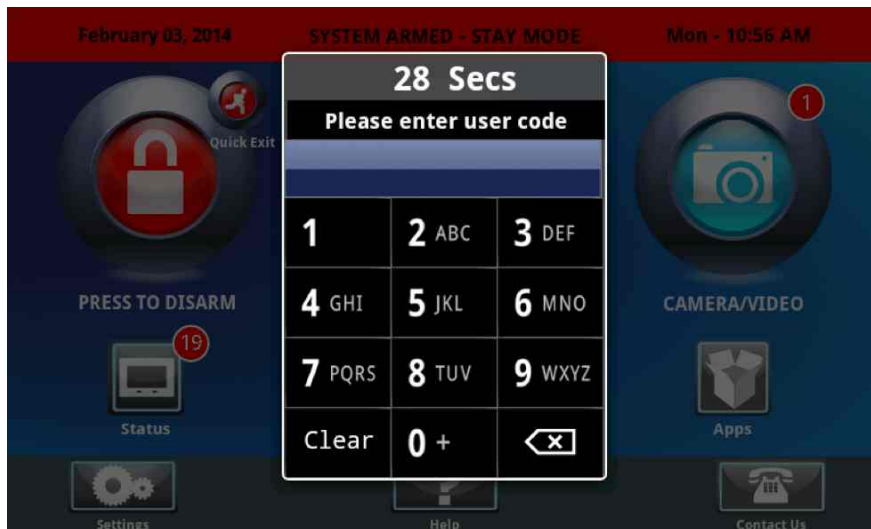 February 03, 2014 SYSTEM ARMED - STAY MODE Mon - 10:56 AM
28 Secs
Please enter user code
Quick Exit
1
1 2 ABC 3 DEF
PRESS TO DISARM
4 GHI 5 JKL 6 MNO
CAMERA/VIDEO
19
7 PQRS 8 TUV 9 WXYZ
Status
Apps
Clear 0 +
?
Settings
Help
Contact Us